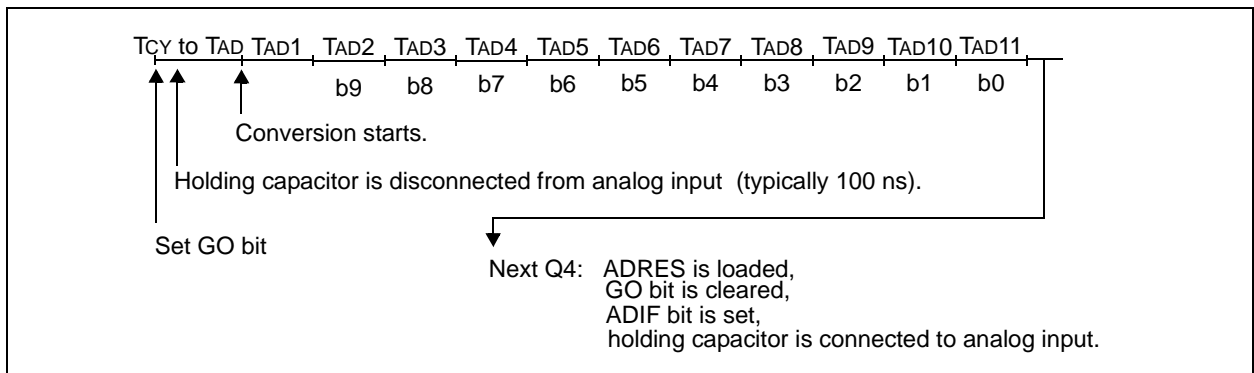 TCY to TAD TAD1 TAD2 TAD3 TAD4 TAD5 TAD6 TAD7 TAD8 TAD9 TAD10 TAD11
b9 b8 b7 b6 b5 b4 b3 b2 b1 b0
Conversion starts.
Holding capacitor is disconnected from analog input (typically 100 ns).
Set GO bit
Next Q4: ADRES is loaded,
GO bit is cleared,
ADIF bit is set,
holding capacitor is connected to analog input.